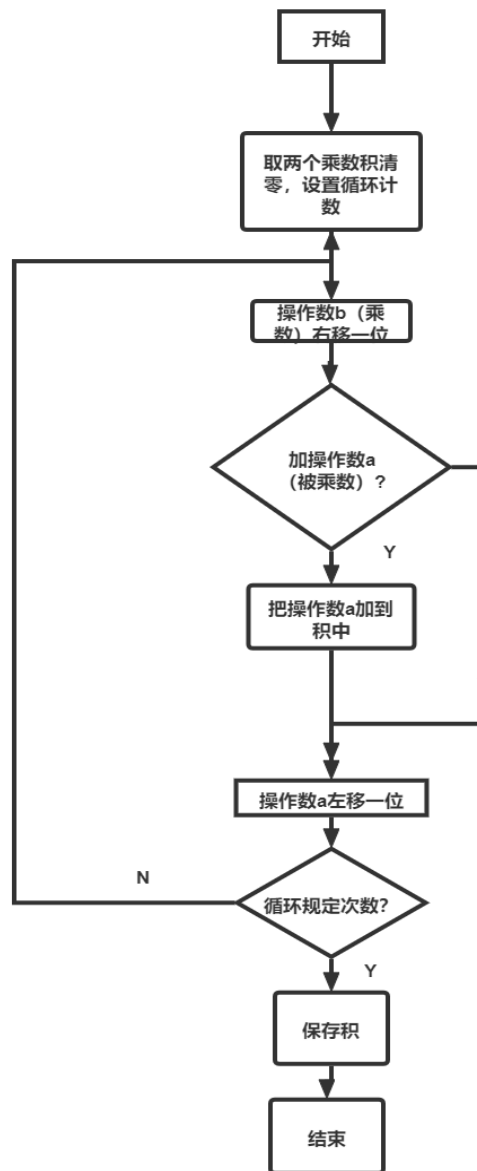 开始
取两个乘数积清
零，设置循环计
数
操作数b（乘
数）右移一位
加操作数a
（被乘数）?
Y
把操作数a加到
积中
操作数a左移一位
N
循环规定次数?
Y
保存积
结束